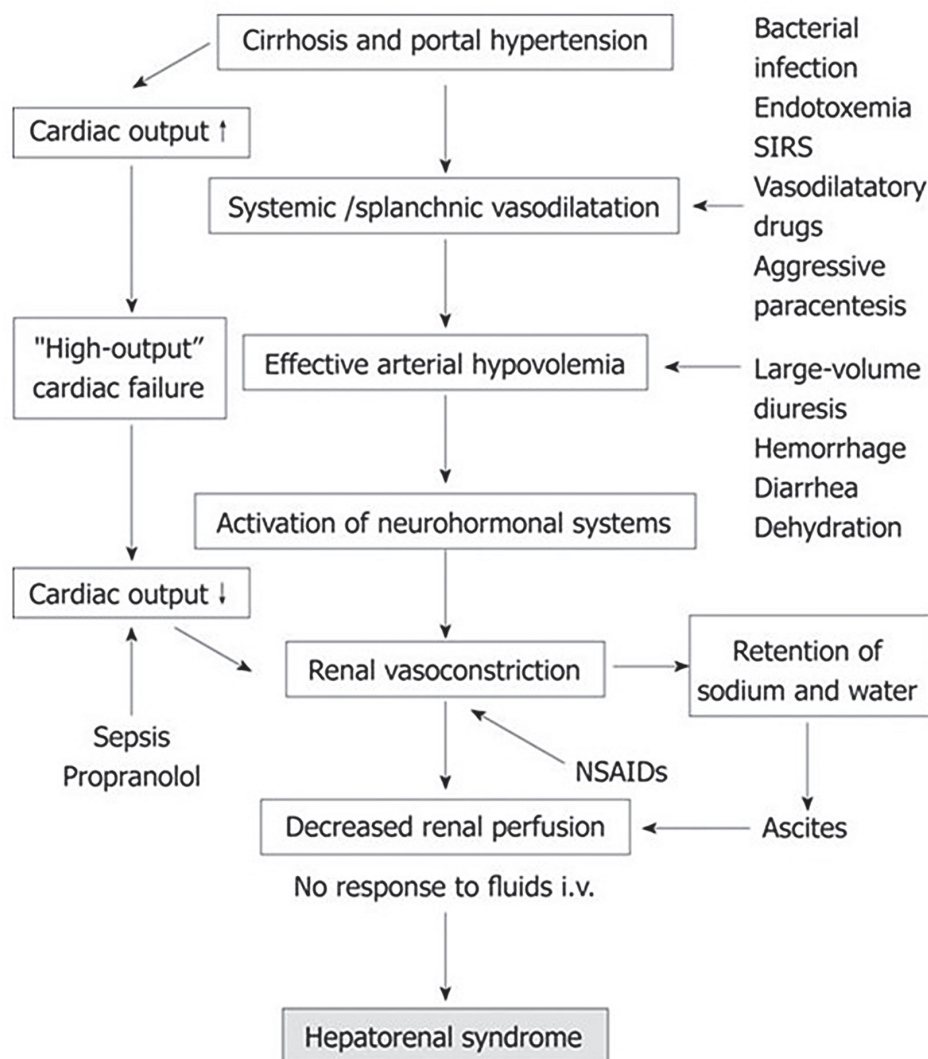 Cirrhosis and portal hypertension
Bacterial
infection
Endotoxemia
SIRS
Vasodilatatory
drugs
Aggressive
paracentesis
Cardiac output ↑
Systemic /splanchnic vasodilatation
"High-output”
cardiac failure
Effective arterial hypovolemia
Large-volume
diuresis
Hemorrhage
Diarrhea
Dehydration
Activation of neurohormonal systems
Cardiac output ↓
Renal vasoconstriction
Retention of
sodium and water
Sepsis
Propranolol
NSAIDs
Decreased renal perfusion
Ascites
No response to fluids i.v.
Hepatorenal syndrome